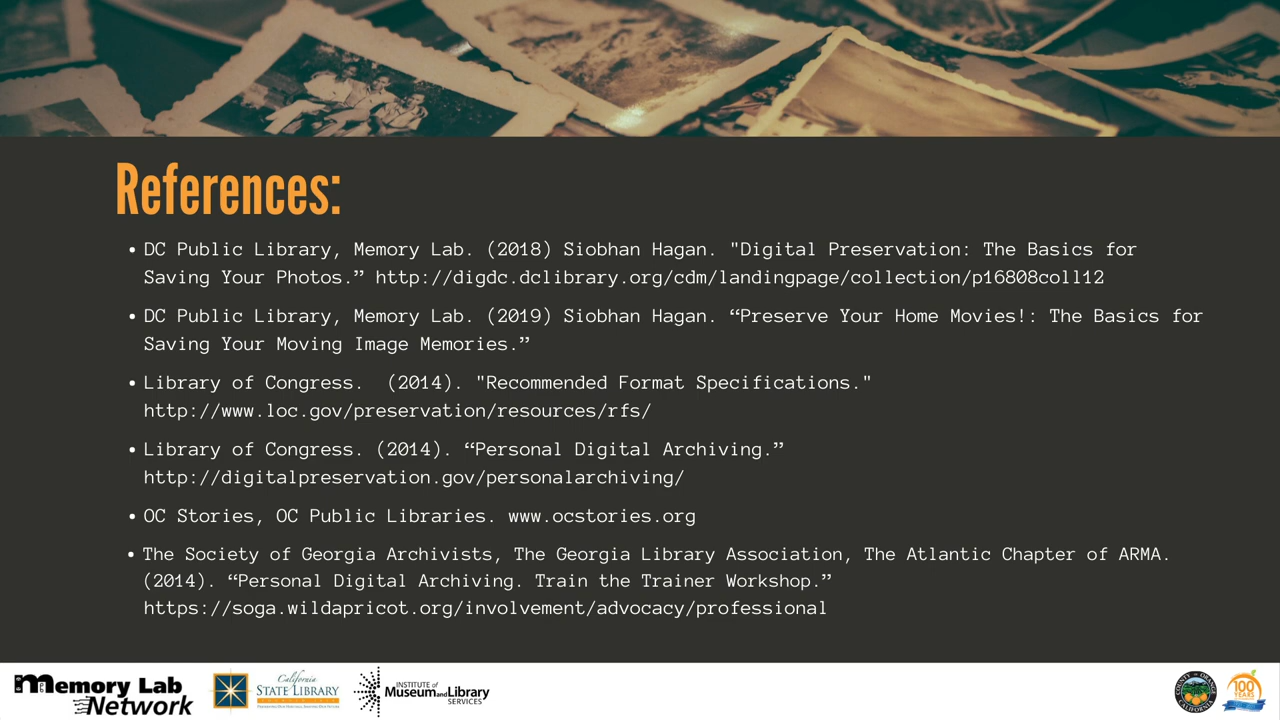 References:
• DC Public Library, Memory Lab. (2018) Siobhan Hagan. "Digital Preservation: The Basics for
Saving Your Photos.” http://digdc.dclibrary.org/cdm/landingpage/collection/p16808coll12
• DC Public Library, Memory Lab. (2019) Siobhan Hagan. “Preserve Your Home Movies!: The Basics for
Saving Your Moving Image Memories.”
• Library of Congress.  (2014). "Recommended Format Specifications."
http://www.loc.gov/preservation/resources/rfs/
• Library of Congress. (2014). “Personal Digital Archiving.”
http://digitalpreservation.gov/personalarchiving/
• OC Stories, OC Public Libraries. www.ocstories.org
• The Society of Georgia Archivists, The Georgia Library Association, The Atlantic Chapter of ARMA.
(2014). “Personal Digital Archiving. Train the Trainer Workshop.”
https://soga.wildapricot.org/involvement/advocacy/professional
Memory Lab
Network
California
STATE LIBRARY
INSTITUTE of
Museum and Library
SERVICES
COUNTY OF ORANGE
CALIFORNIA
100
YEARS